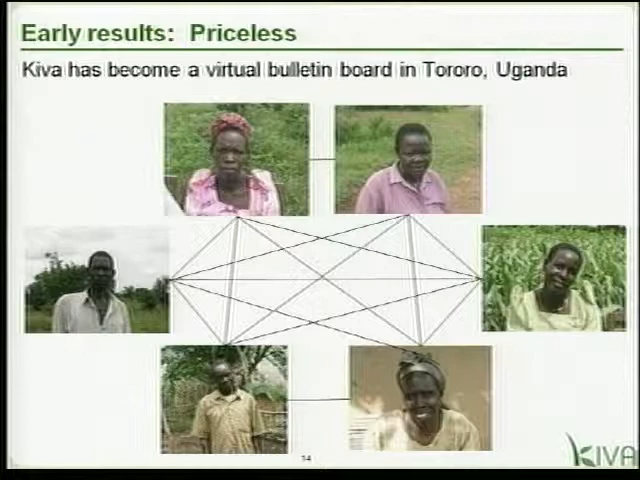 Early results: Priceless
Kiva has become a virtual bulletin board in Tororo, Uganda
14
KIVA